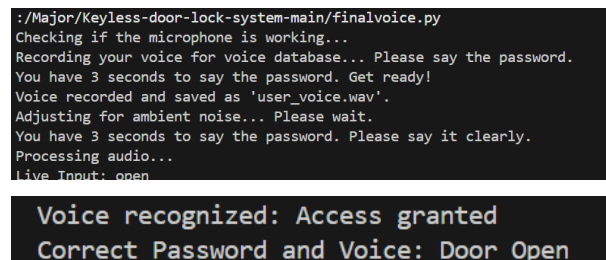 :/Major/Keyless-door-lock-system-main/finalvoice.py
Checking if the microphone is working...
Recording your voice for voice database... Please say the password.
You have 3 seconds to say the password. Get ready!
Voice recorded and saved as 'user_voice.wav'.
Adjusting for ambient noise... Please wait.
You have 3 seconds to say the password. Please say it clearly.
Processing audio...
Live Input: open
Voice recognized: Access granted
Correct Password and Voice: Door Open